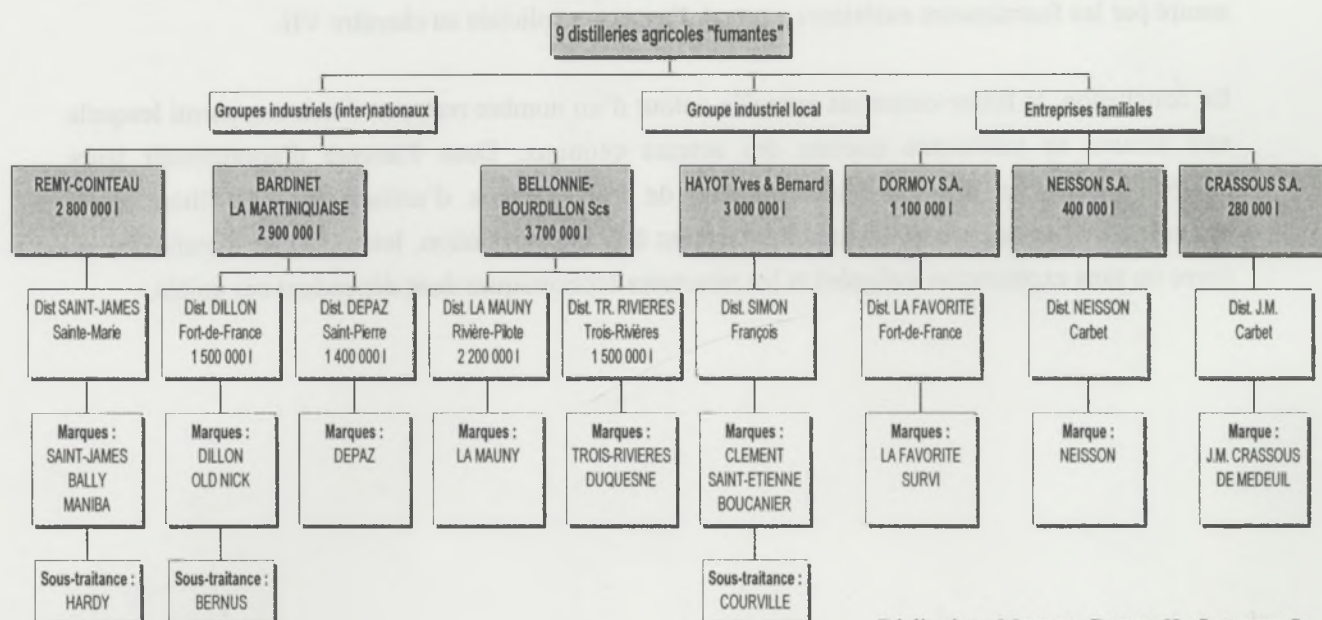 9 distilleries agricoles "fumantes"
Groupes industriels (inter)nationaux
Groupe industriel local
Entreprises familiales
REMY-COINTEAU
2 800 000 l
BARDINET
LA MARTINIQUAISE
2 900 000 l
BELLONNIE-
BOURDILLON Scs
3 700 000 l
HAYOT Yves & Bernard
3 000 000 l
DORMOY S.A.
1 100 000 l
NEISSON S.A.
400 000 l
CRASSOUS S.A.
280 000 l
Dist SAINT-JAMES
Sainte-Marie
Dist. DILLON
Fort-de-France
1 500 000 l
Dist. DEPAZ
Saint-Pierre
1 400 000 l
Dist. LA MAUNY
Rivière-Pilote
2 200 000 l
Dist. TR. RIVIERES
Trois-Rivières
1 500 000 l
Dist. SIMON
François
Dist. LA FAVORITE
Fort-de-France
Dist. NEISSON
Carbet
Dist. J.M.
Carbet
Marques :
SAINT-JAMES
BALLY
MANIBA
Marques :
DILLON
OLD NICK
Marques :
DEPAZ
Marques :
LA MAUNY
Marques :
TROIS-RIVIERES
DUQUESNE
Marques :
CLEMENT
SAINT-ETIENNE
BOUCANIER
Marques :
LA FAVORITE
SURVI
Marque :
NEISSON
Marque :
J.M. CRASSOUS
DE MEDEUIL
Sous-traitance :
HARDY
Sous-traitance :
BERNUS
Sous-traitance :
COURVILLE